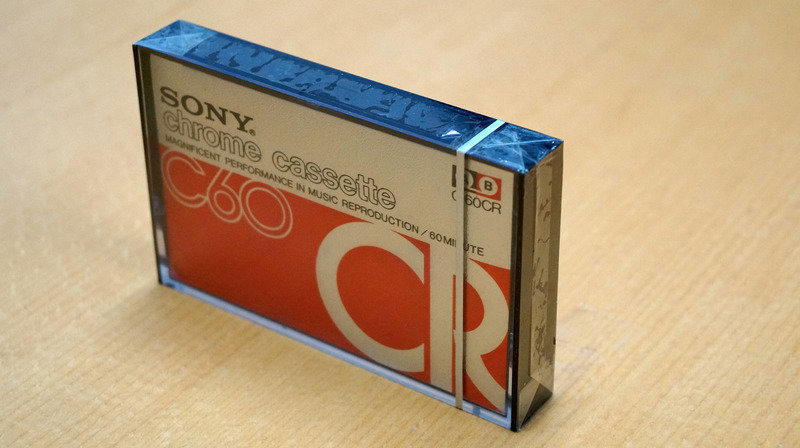 SONY®
chrome cassette
MAGNIFICENT PERFORMANCE IN MUSIC REPRODUCTION / 60 MINUTE
B
C60CR
C60
CR